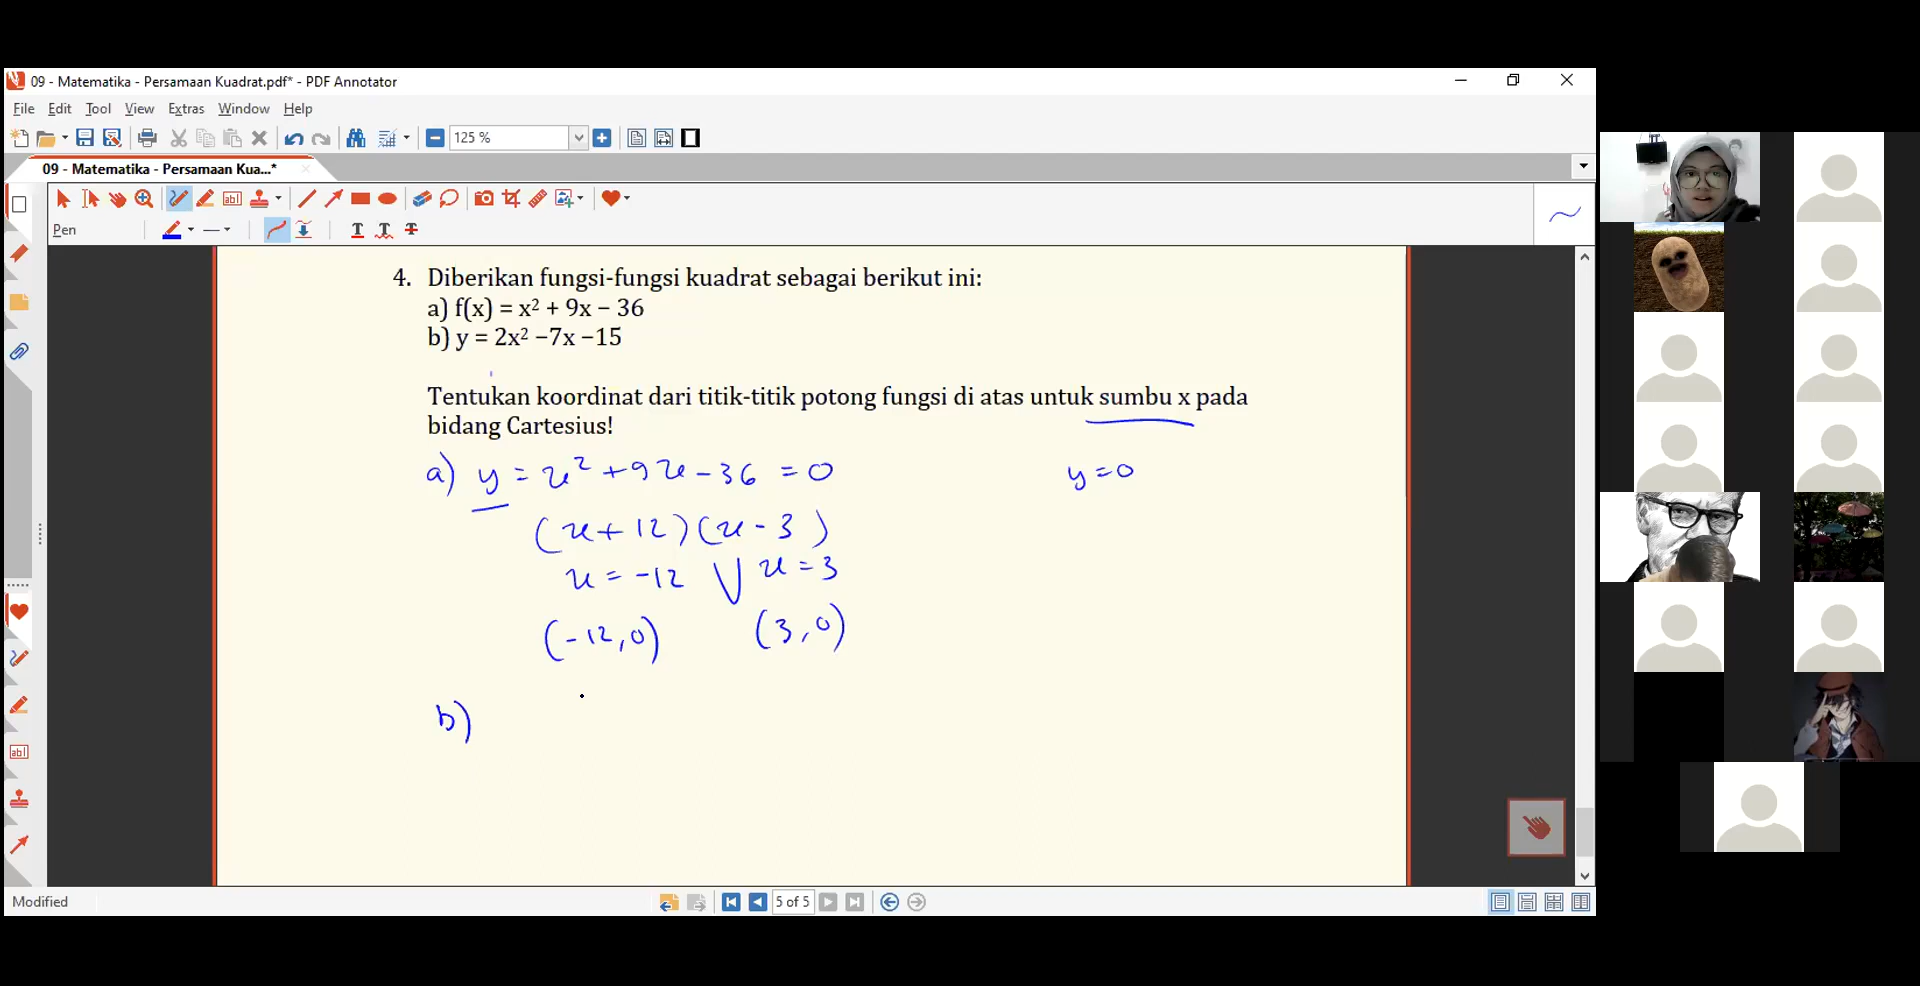 09 - Matematika - Persamaan Kuadrat.pdf* - PDF Annotator
File Edit Tool View Extras Window Help
125 %
09 - Matematika - Persamaan Kua...*
Pen
4. Diberikan fungsi-fungsi kuadrat sebagai berikut ini:
a) f(x) = x² + 9x − 36
b) y = 2x² −7x −15
Tentukan koordinat dari titik-titik potong fungsi di atas untuk sumbu x pada
bidang Cartesius!
a) y = x² + 9x - 36 = 0
y = 0
(x + 12) (x - 3)
x = -12 V x = 3
(-12, 0) (3, 0)
b)
Modified
5 of 5